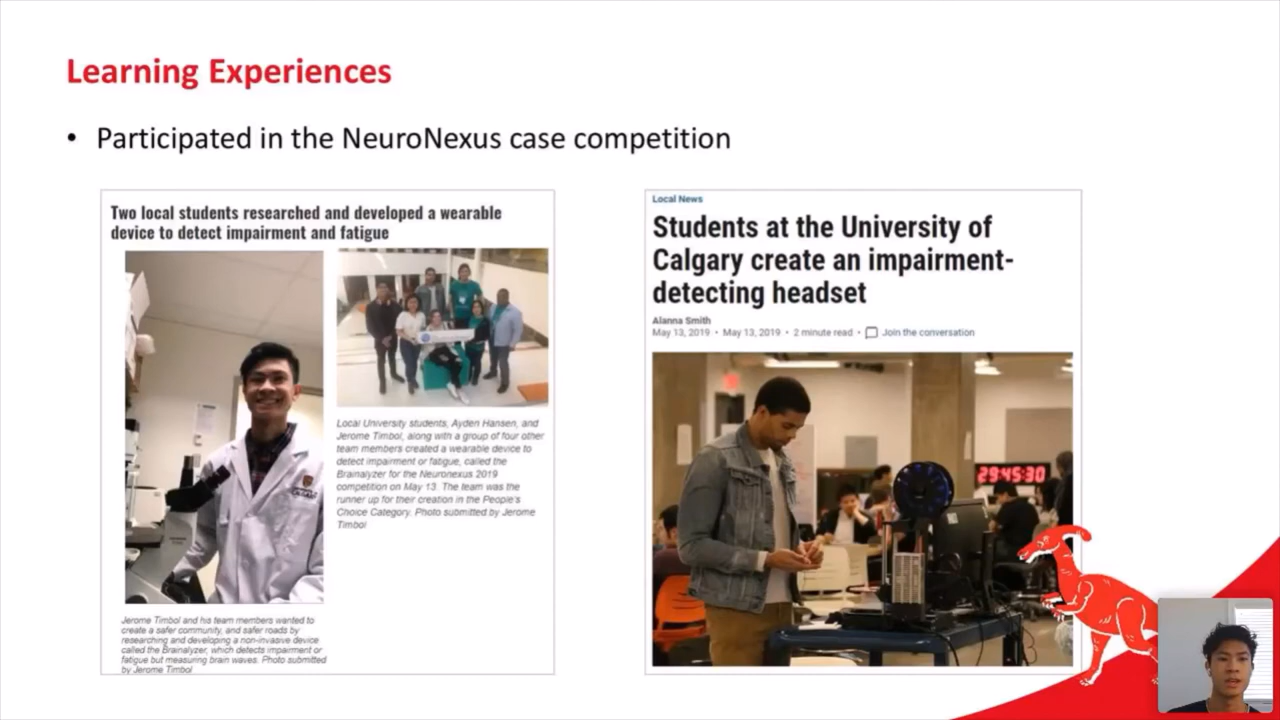 Learning Experiences
• Participated in the NeuroNexus case competition
Two local students researched and developed a wearable
device to detect impairment and fatigue
Local University students, Ayden Hansen, and
Jerome Timbol, along with a group of four other
team members created a wearable device to
detect impairment or fatigue, called the
Brainalyzer for the Neuronexus 2019
competition on May 13. The team was the
runner up for their creation in the People's
Choice Category. Photo submitted by Jerome
Timbol
Jerome Timbol and his team members wanted to
create a safer community, and safer roads by
researching and developing a non-invasive device
called the Brainalyzer, which detects impairment or
fatigue but measuring brain waves. Photo submitted
by Jerome Timbol
Local News
Students at the University of
Calgary create an impairment-
detecting headset
Alanna Smith
May 13, 2019 • May 13, 2019 • 2 minute read • Join the conversation
29:45:30